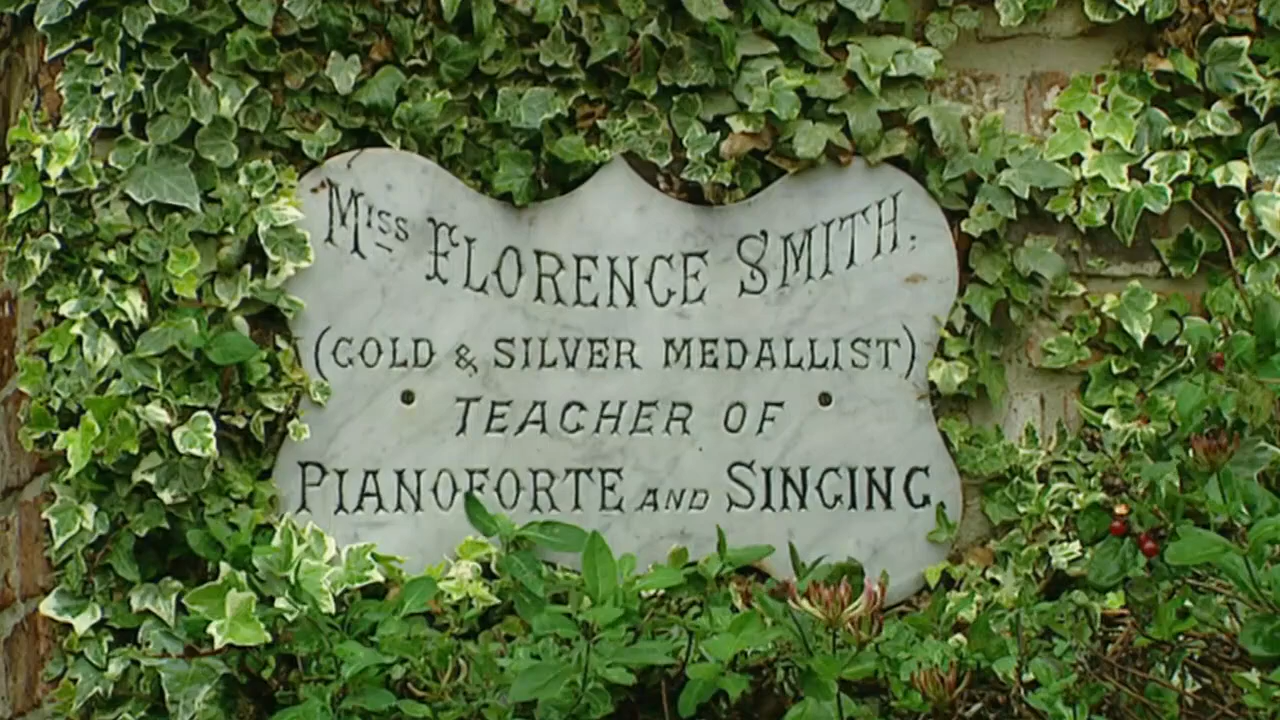 Miss FLORENCE SMITH.
(GOLD & SILVER MEDALLIST)
TEACHER OF
PIANOFORTE AND SINGING.